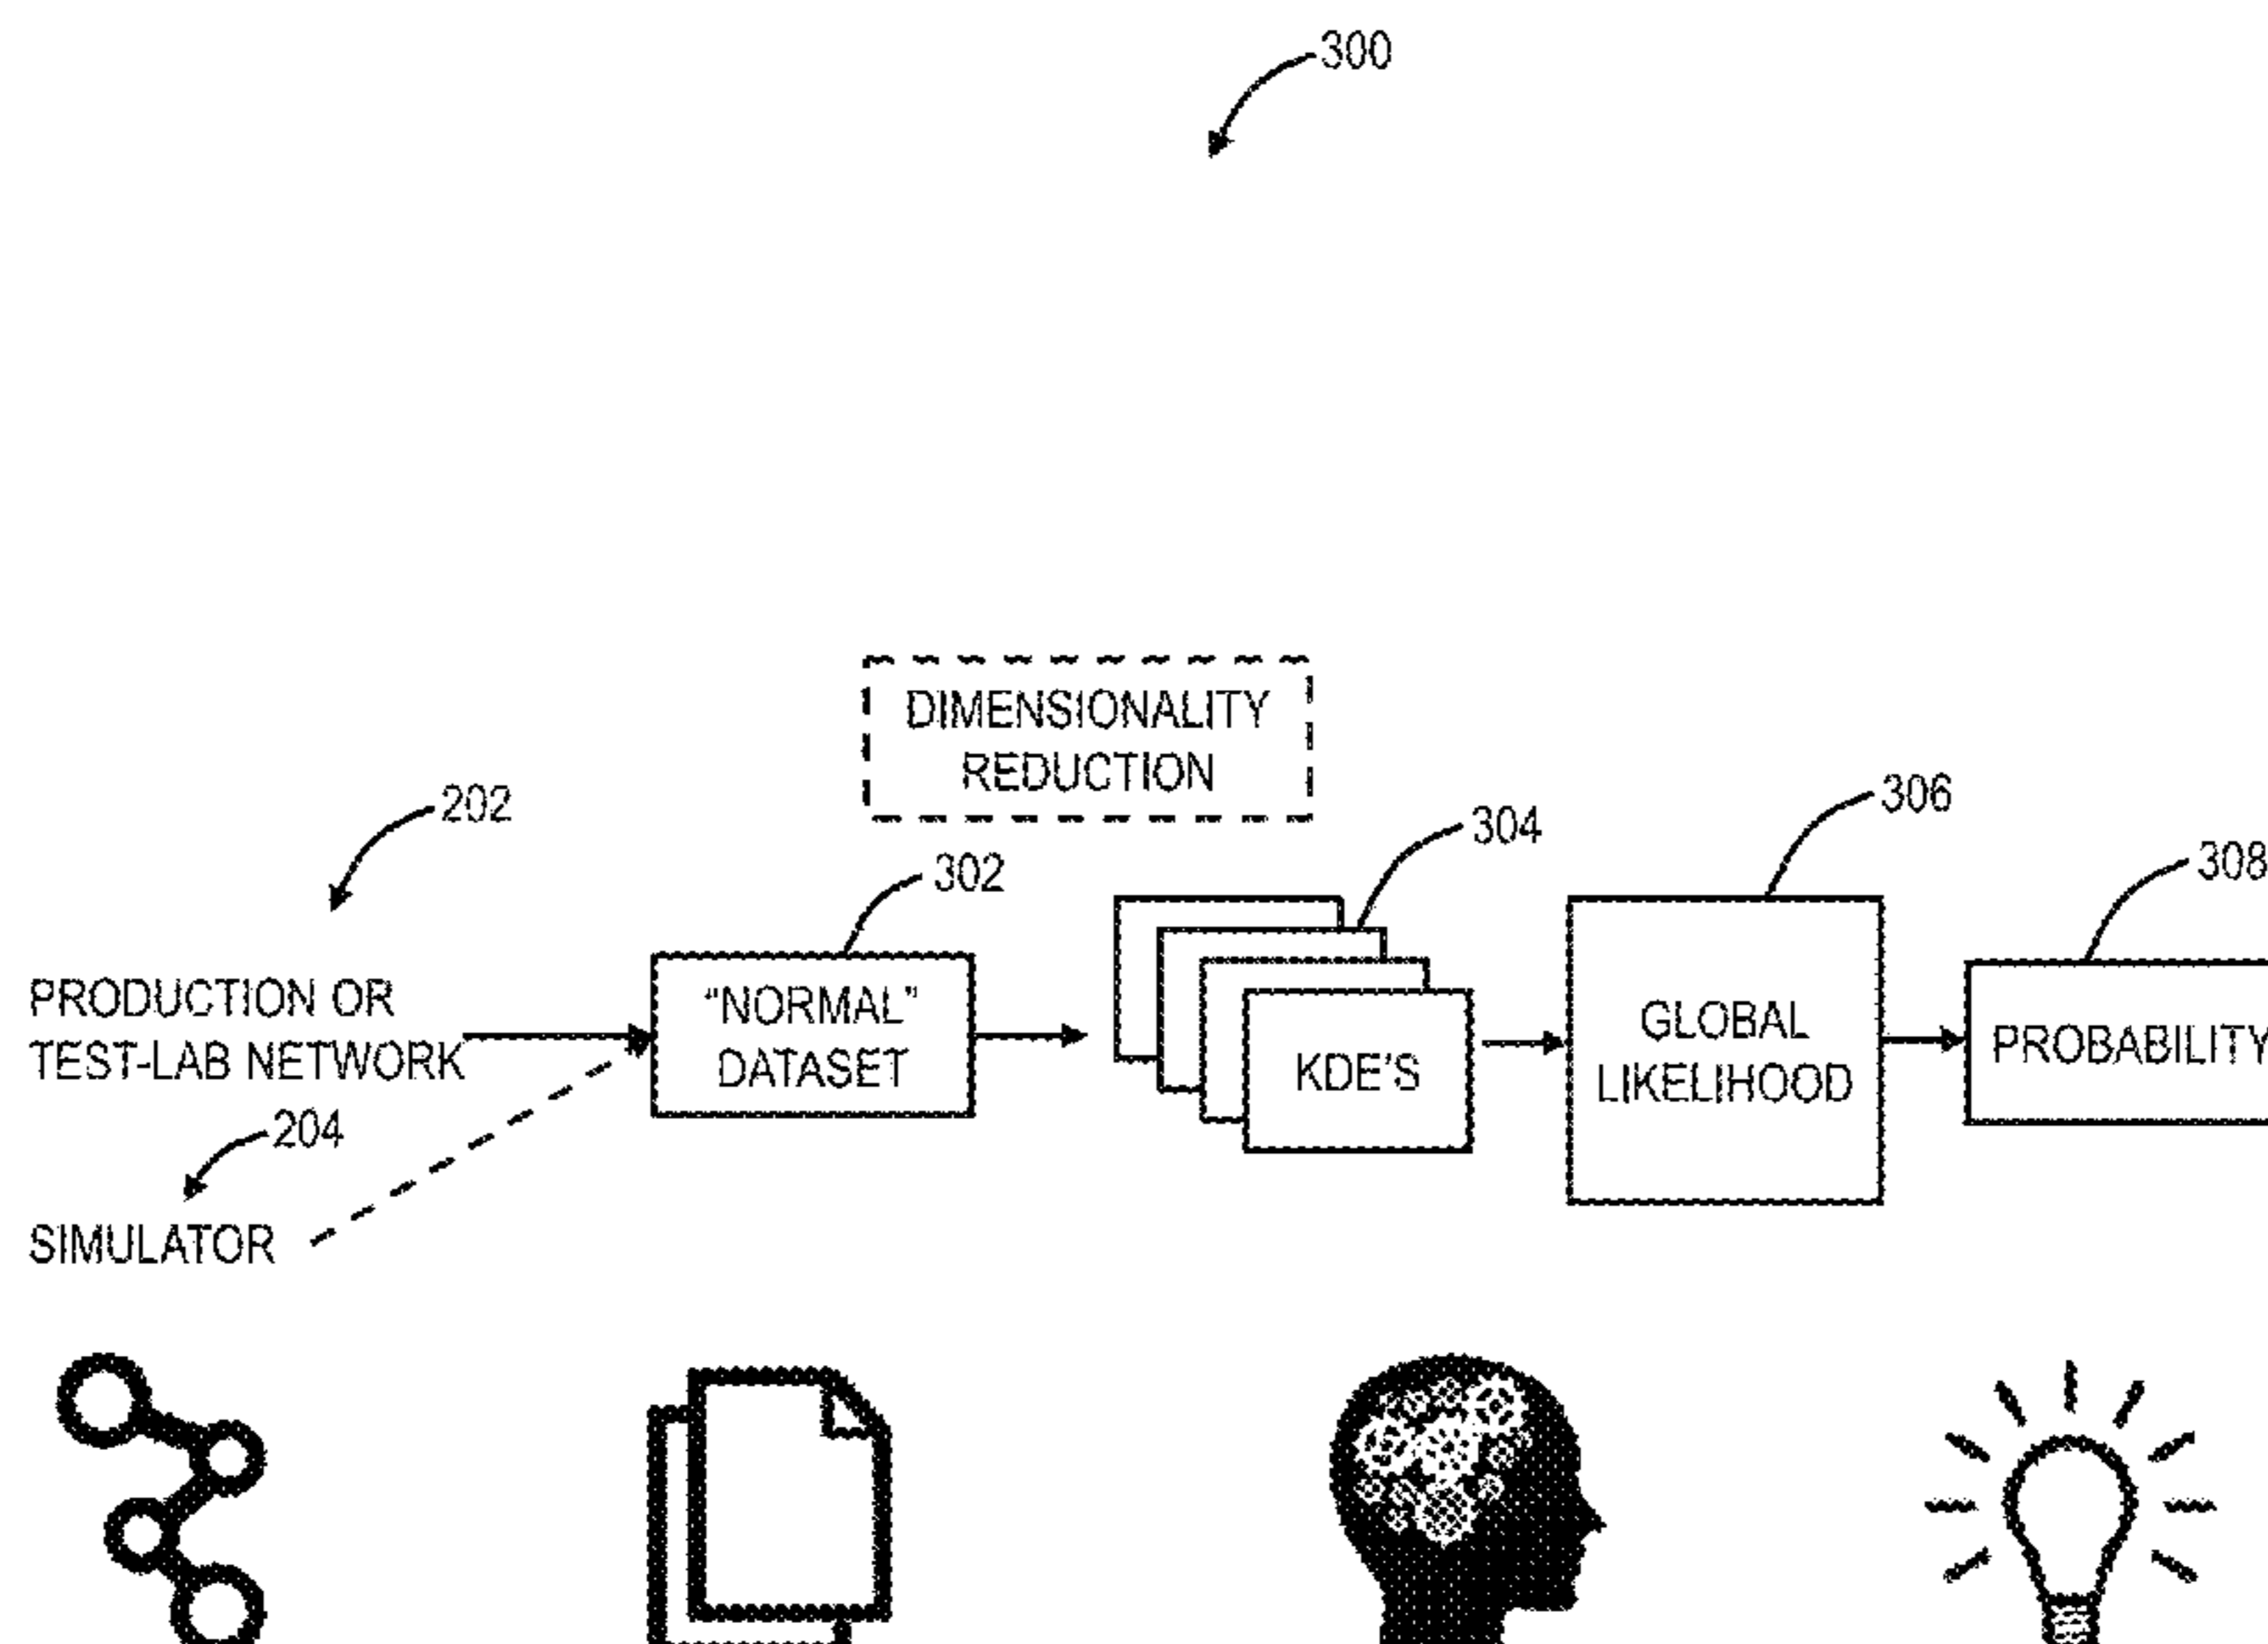 300
DIMENSIONALITY
REDUCTION
202
302
304
306
308
PRODUCTION OR
TEST-LAB NETWORK
"NORMAL"
DATASET
KDE'S
GLOBAL
LIKELIHOOD
PROBABILITY
204
SIMULATOR